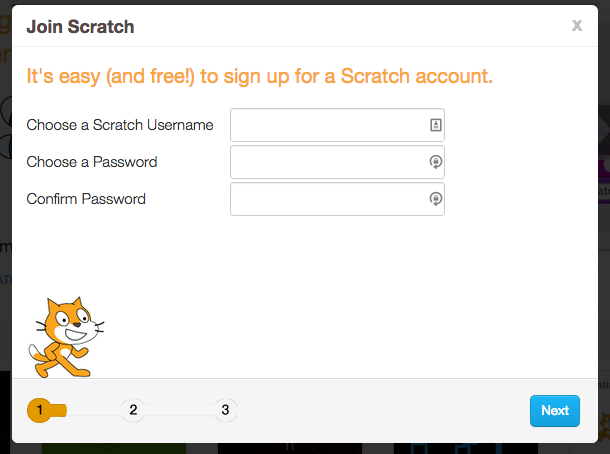 Join Scratch
x
It's easy (and free!) to sign up for a Scratch account.
Choose a Scratch Username
Choose a Password
Confirm Password
1 2 3
Next